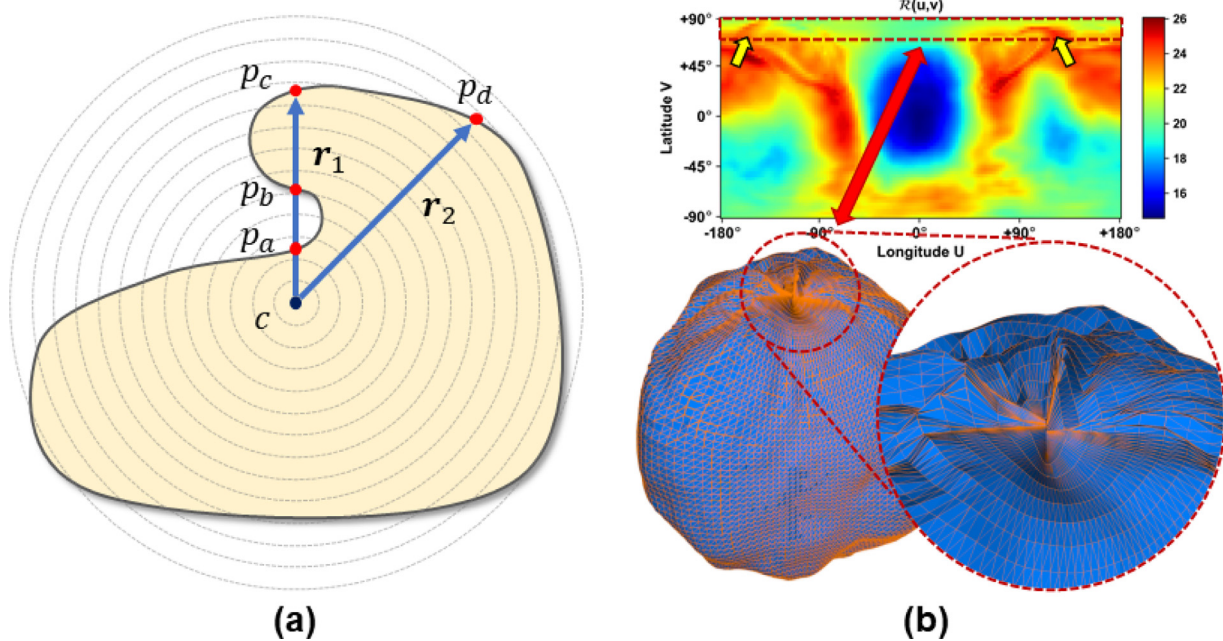 p_c
p_d
r_1
p_b
r_2
p_a
c
(a)
ℛ(u,v)
+90°
+45°
0°
-45°
-90°
Latitude V
-180°
-90°
0°
+90°
+180°
Longitude U
26
24
22
20
18
16
(b)